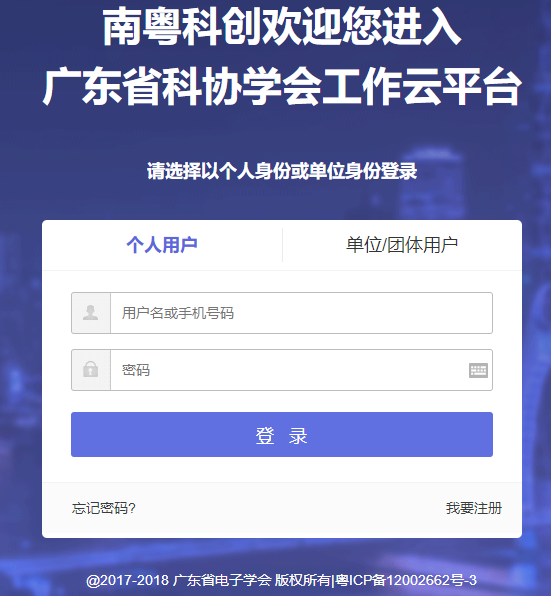 南粤科创欢迎您进入
广东省科协学会工作云平台
请选择以个人身份或单位身份登录
个人用户 单位/团体用户
用户名或手机号码
密码
登 录
忘记密码? 我要注册
@2017-2018 广东省电子学会 版权所有|粤ICP备12002662号-3